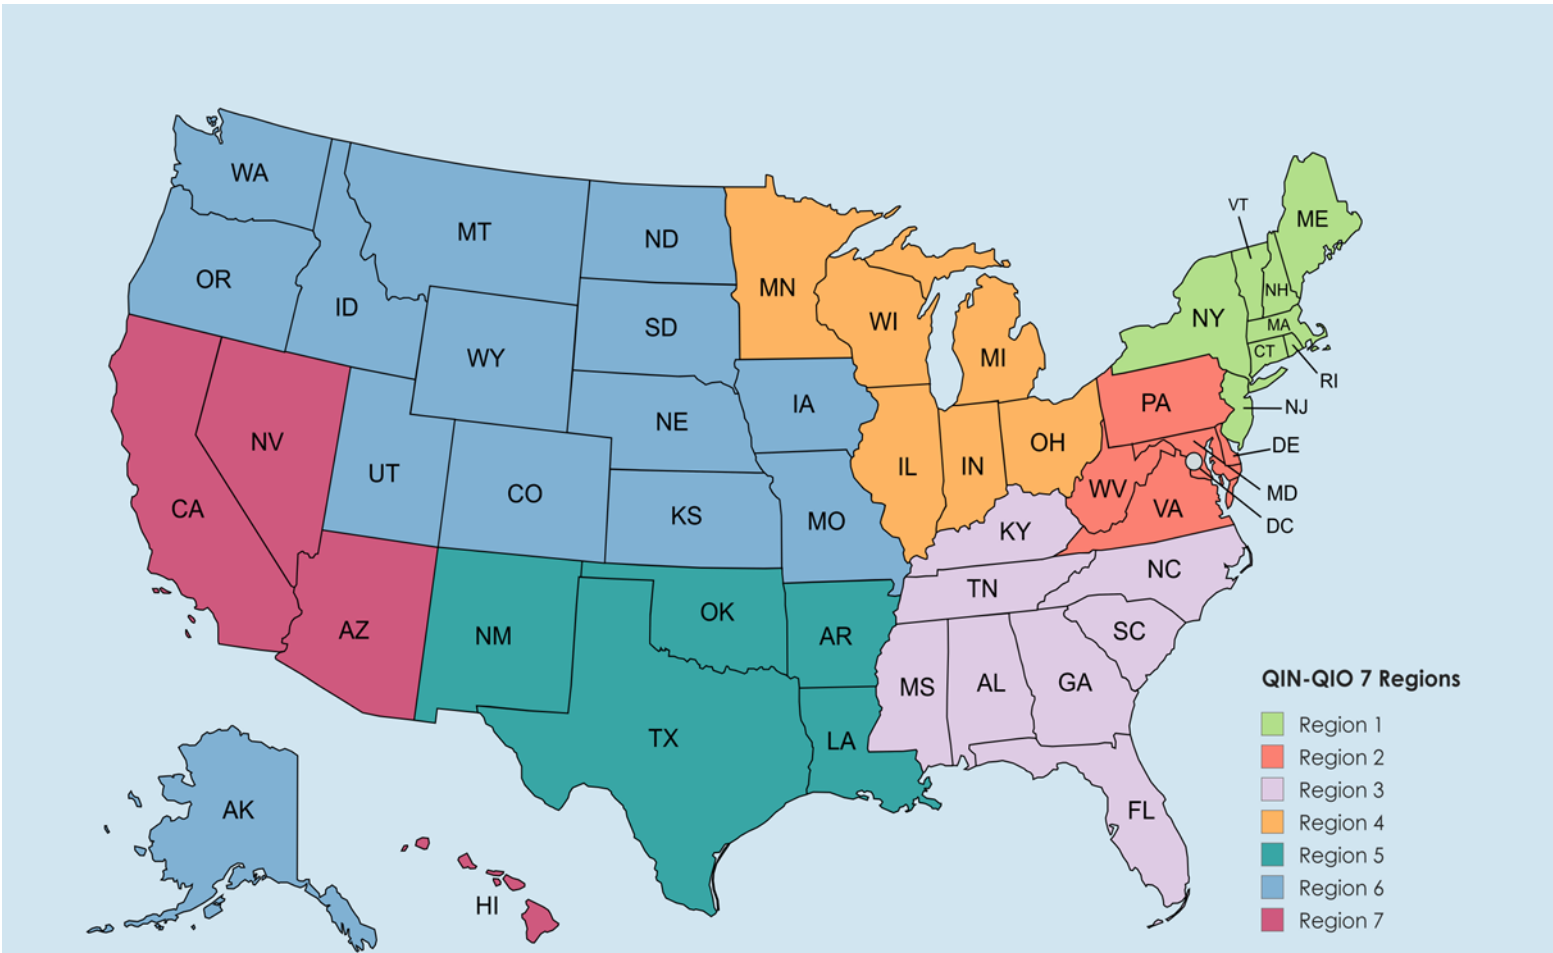 WA
MT
ND
OR
ID
MN
SD
WI
WY
MI
ME
VT
NH
NY
MA
CT
RI
NJ
PA
DE
MD
DC
IA
NE
NV
UT
CO
IL
IN
OH
WV
VA
CA
KS
MO
KY
NC
TN
AZ
NM
OK
AR
SC
MS
AL
GA
TX
LA
FL
AK
HI
QIN-QIO 7 Regions
Region 1
Region 2
Region 3
Region 4
Region 5
Region 6
Region 7